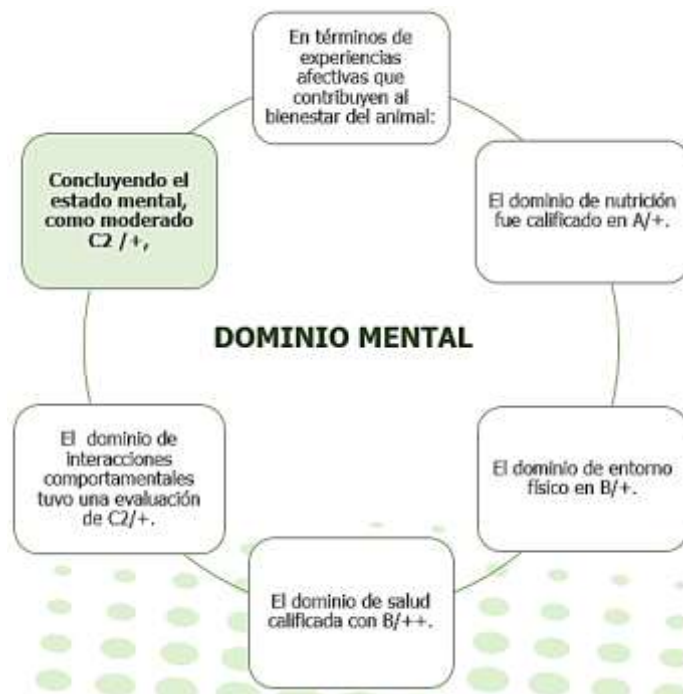 En términos de
experiencias
afectivas que
contribuyen al
bienestar del animal:
El dominio de nutrición
fue calificado en A/+.
El dominio de entorno
físico en B/+.
El dominio de salud
calificada con B/++.
El dominio de
interacciones
comportamentales
tuvo una evaluación
de C2/+.
Concluyendo el
estado mental,
como moderado
C2 /+,
DOMINIO MENTAL